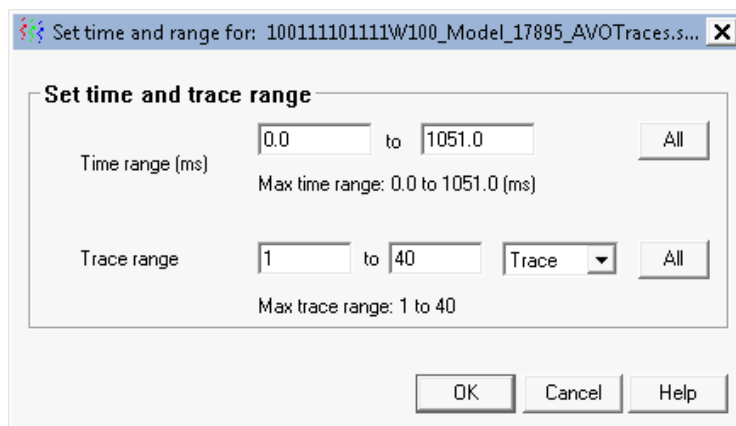 Set time and range for: 100111101111W100_Model_17895_AVOTraces.s...
Set time and trace range
Time range (ms) 0.0 to 1051.0 All
Max time range: 0.0 to 1051.0 (ms)
Trace range 1 to 40 Trace All
Max trace range: 1 to 40
OK Cancel Help